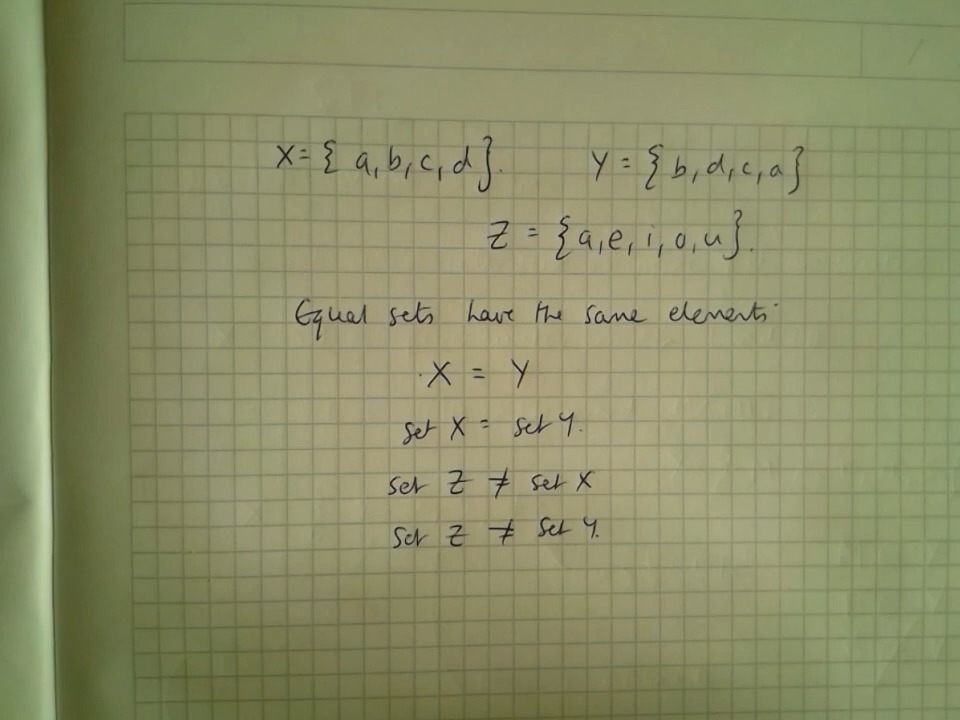 X = { a, b, c, d }. Y = { b, d, c, a }
Z = { a, e, i, o, u }.
Equal sets have the same elements.
. X = Y
set X = set Y.
set Z ≠ set X
set Z ≠ set Y.